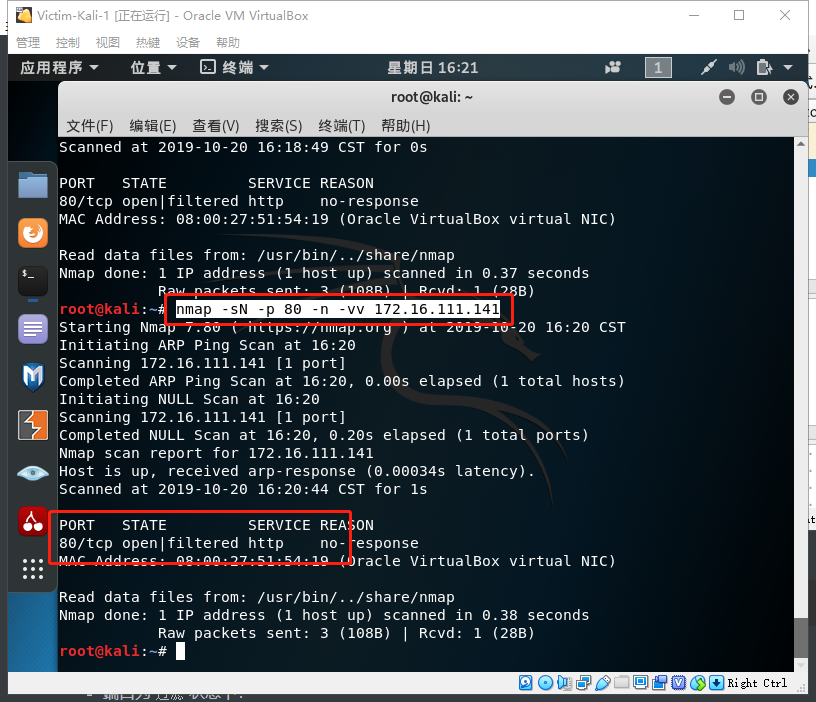 Victim-Kali-1 [正在运行] - Oracle VM VirtualBox
管理 控制 视图 热键 设备 帮助
应用程序 位置 终端 星期日 16:21 1
root@kali: ~
文件(F) 编辑(E) 查看(V) 搜索(S) 终端(T) 帮助(H)
Scanned at 2019-10-20 16:18:49 CST for 0s
PORT STATE SERVICE REASON
80/tcp open|filtered http no-response
MAC Address: 08:00:27:51:54:19 (Oracle VirtualBox virtual NIC)
Read data files from: /usr/bin/../share/nmap
Nmap done: 1 IP address (1 host up) scanned in 0.37 seconds
Raw packets sent: 3 (108B) | Rcvd: 1 (28B)
root@kali:~# nmap -sN -p 80 -n -vv 172.16.111.141
Starting Nmap 7.80 ( https://nmap.org ) at 2019-10-20 16:20 CST
Initiating ARP Ping Scan at 16:20
Scanning 172.16.111.141 [1 port]
Completed ARP Ping Scan at 16:20, 0.00s elapsed (1 total hosts)
Initiating NULL Scan at 16:20
Scanning 172.16.111.141 [1 port]
Completed NULL Scan at 16:20, 0.20s elapsed (1 total ports)
Nmap scan report for 172.16.111.141
Host is up, received arp-response (0.00034s latency).
Scanned at 2019-10-20 16:20:44 CST for 1s
PORT STATE SERVICE REASON
80/tcp open|filtered http no-response
MAC Address: 08:00:27:51:54:19 (Oracle VirtualBox virtual NIC)
Read data files from: /usr/bin/../share/nmap
Nmap done: 1 IP address (1 host up) scanned in 0.38 seconds
Raw packets sent: 3 (108B) | Rcvd: 1 (28B)
root@kali:~#
Right Ctrl